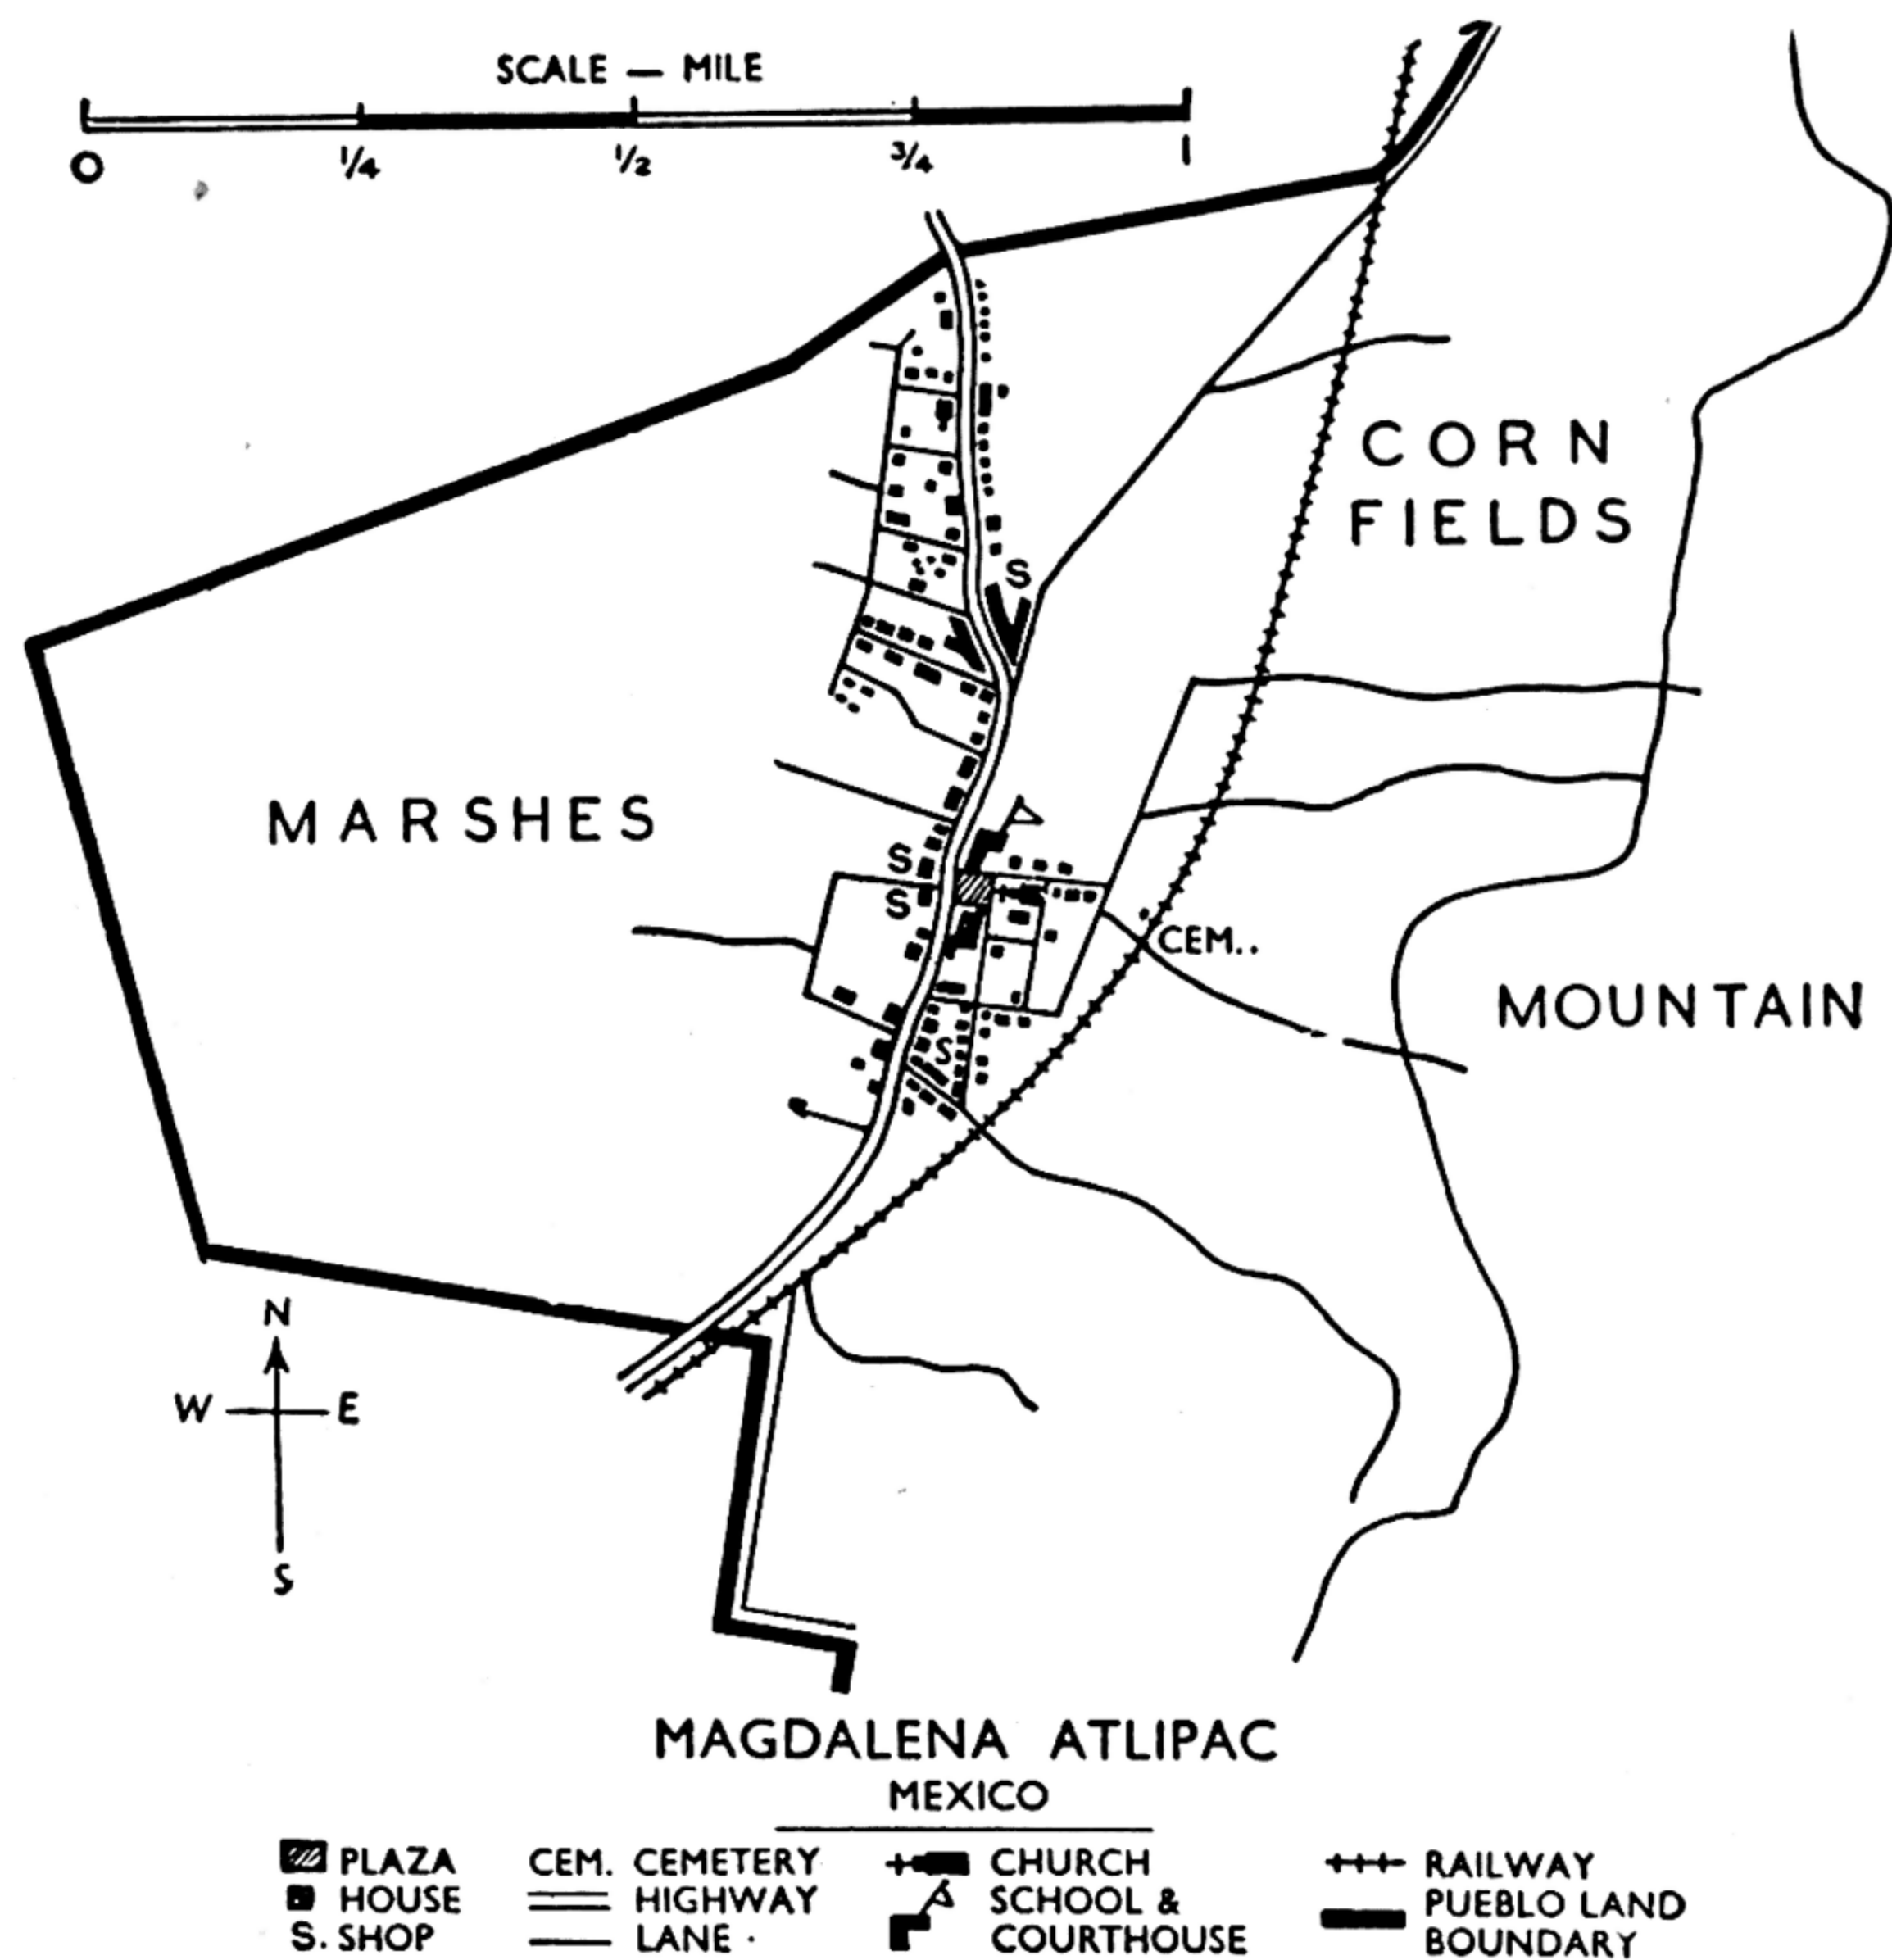 SCALE — MILE
0 1/4 1/2 3/4 1
CORN
FIELDS
S
MARSHES
S
S
CEM..
MOUNTAIN
S
N
W E
S
MAGDALENA ATLIPAC
MEXICO
PLAZA CEM. CEMETERY CHURCH RAILWAY
HOUSE HIGHWAY SCHOOL & PUEBLO LAND
S. SHOP LANE · COURTHOUSE BOUNDARY